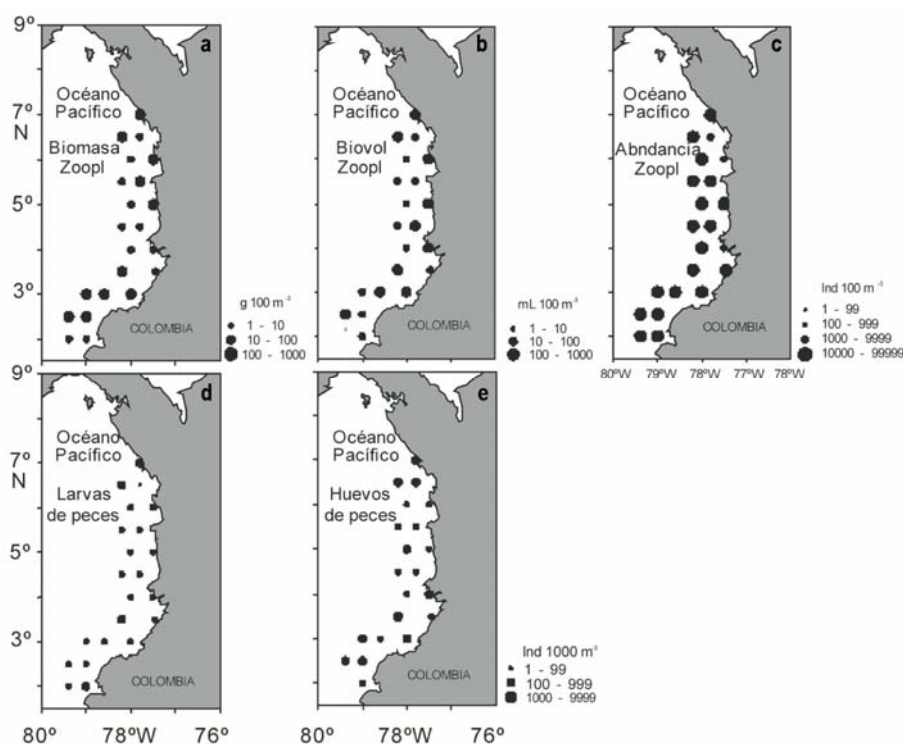 9º
7º
N
5º
3º
a
Océano
Pacífico
Biomasa
Zoopl
COLOMBIA
g 100 m⁻³
1 - 10
10 - 100
100 - 1000
b
Océano
Pacífico
Biovol
Zoopl
COLOMBIA
mL 100 m⁻³
1 - 10
10 - 100
100 - 1000
c
Océano
Pacífico
Abndancia
Zoopl
COLOMBIA
Ind 100 m⁻³
1 - 99
100 - 999
1000 - 9999
10000 - 99999
80ºW 79ºW 78ºW 77ºW 78ºW
9º
7º
N
5º
3º
d
Océano
Pacífico
Larvas
de peces
COLOMBIA
80º 78ºW 76º
e
Océano
Pacífico
Huevos
de peces
COLOMBIA
Ind 1000 m⁻³
1 - 99
100 - 999
1000 - 9999
80º 78ºW 76º